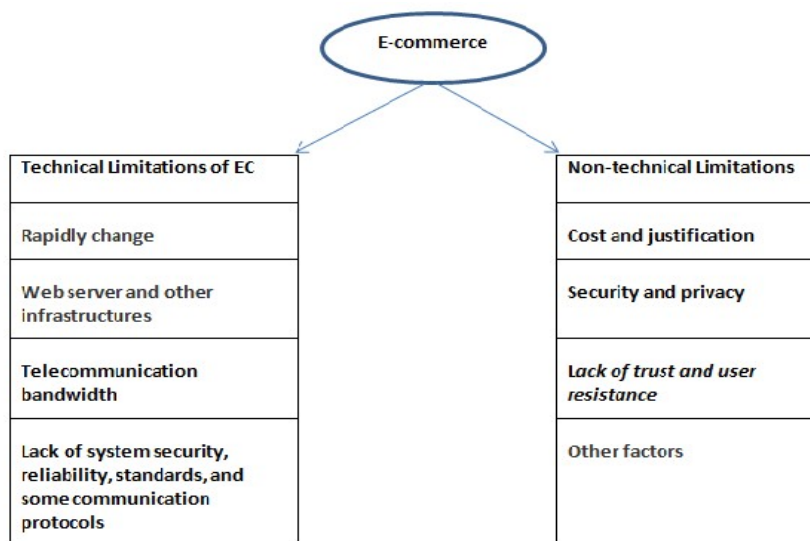 E-commerce
Technical Limitations of EC
Rapidly change
Web server and other
infrastructures
Telecommunication
bandwidth
Lack of system security,
reliability, standards, and
some communication
protocols
Non-technical Limitations
Cost and justification
Security and privacy
Lack of trust and user
resistance
Other factors